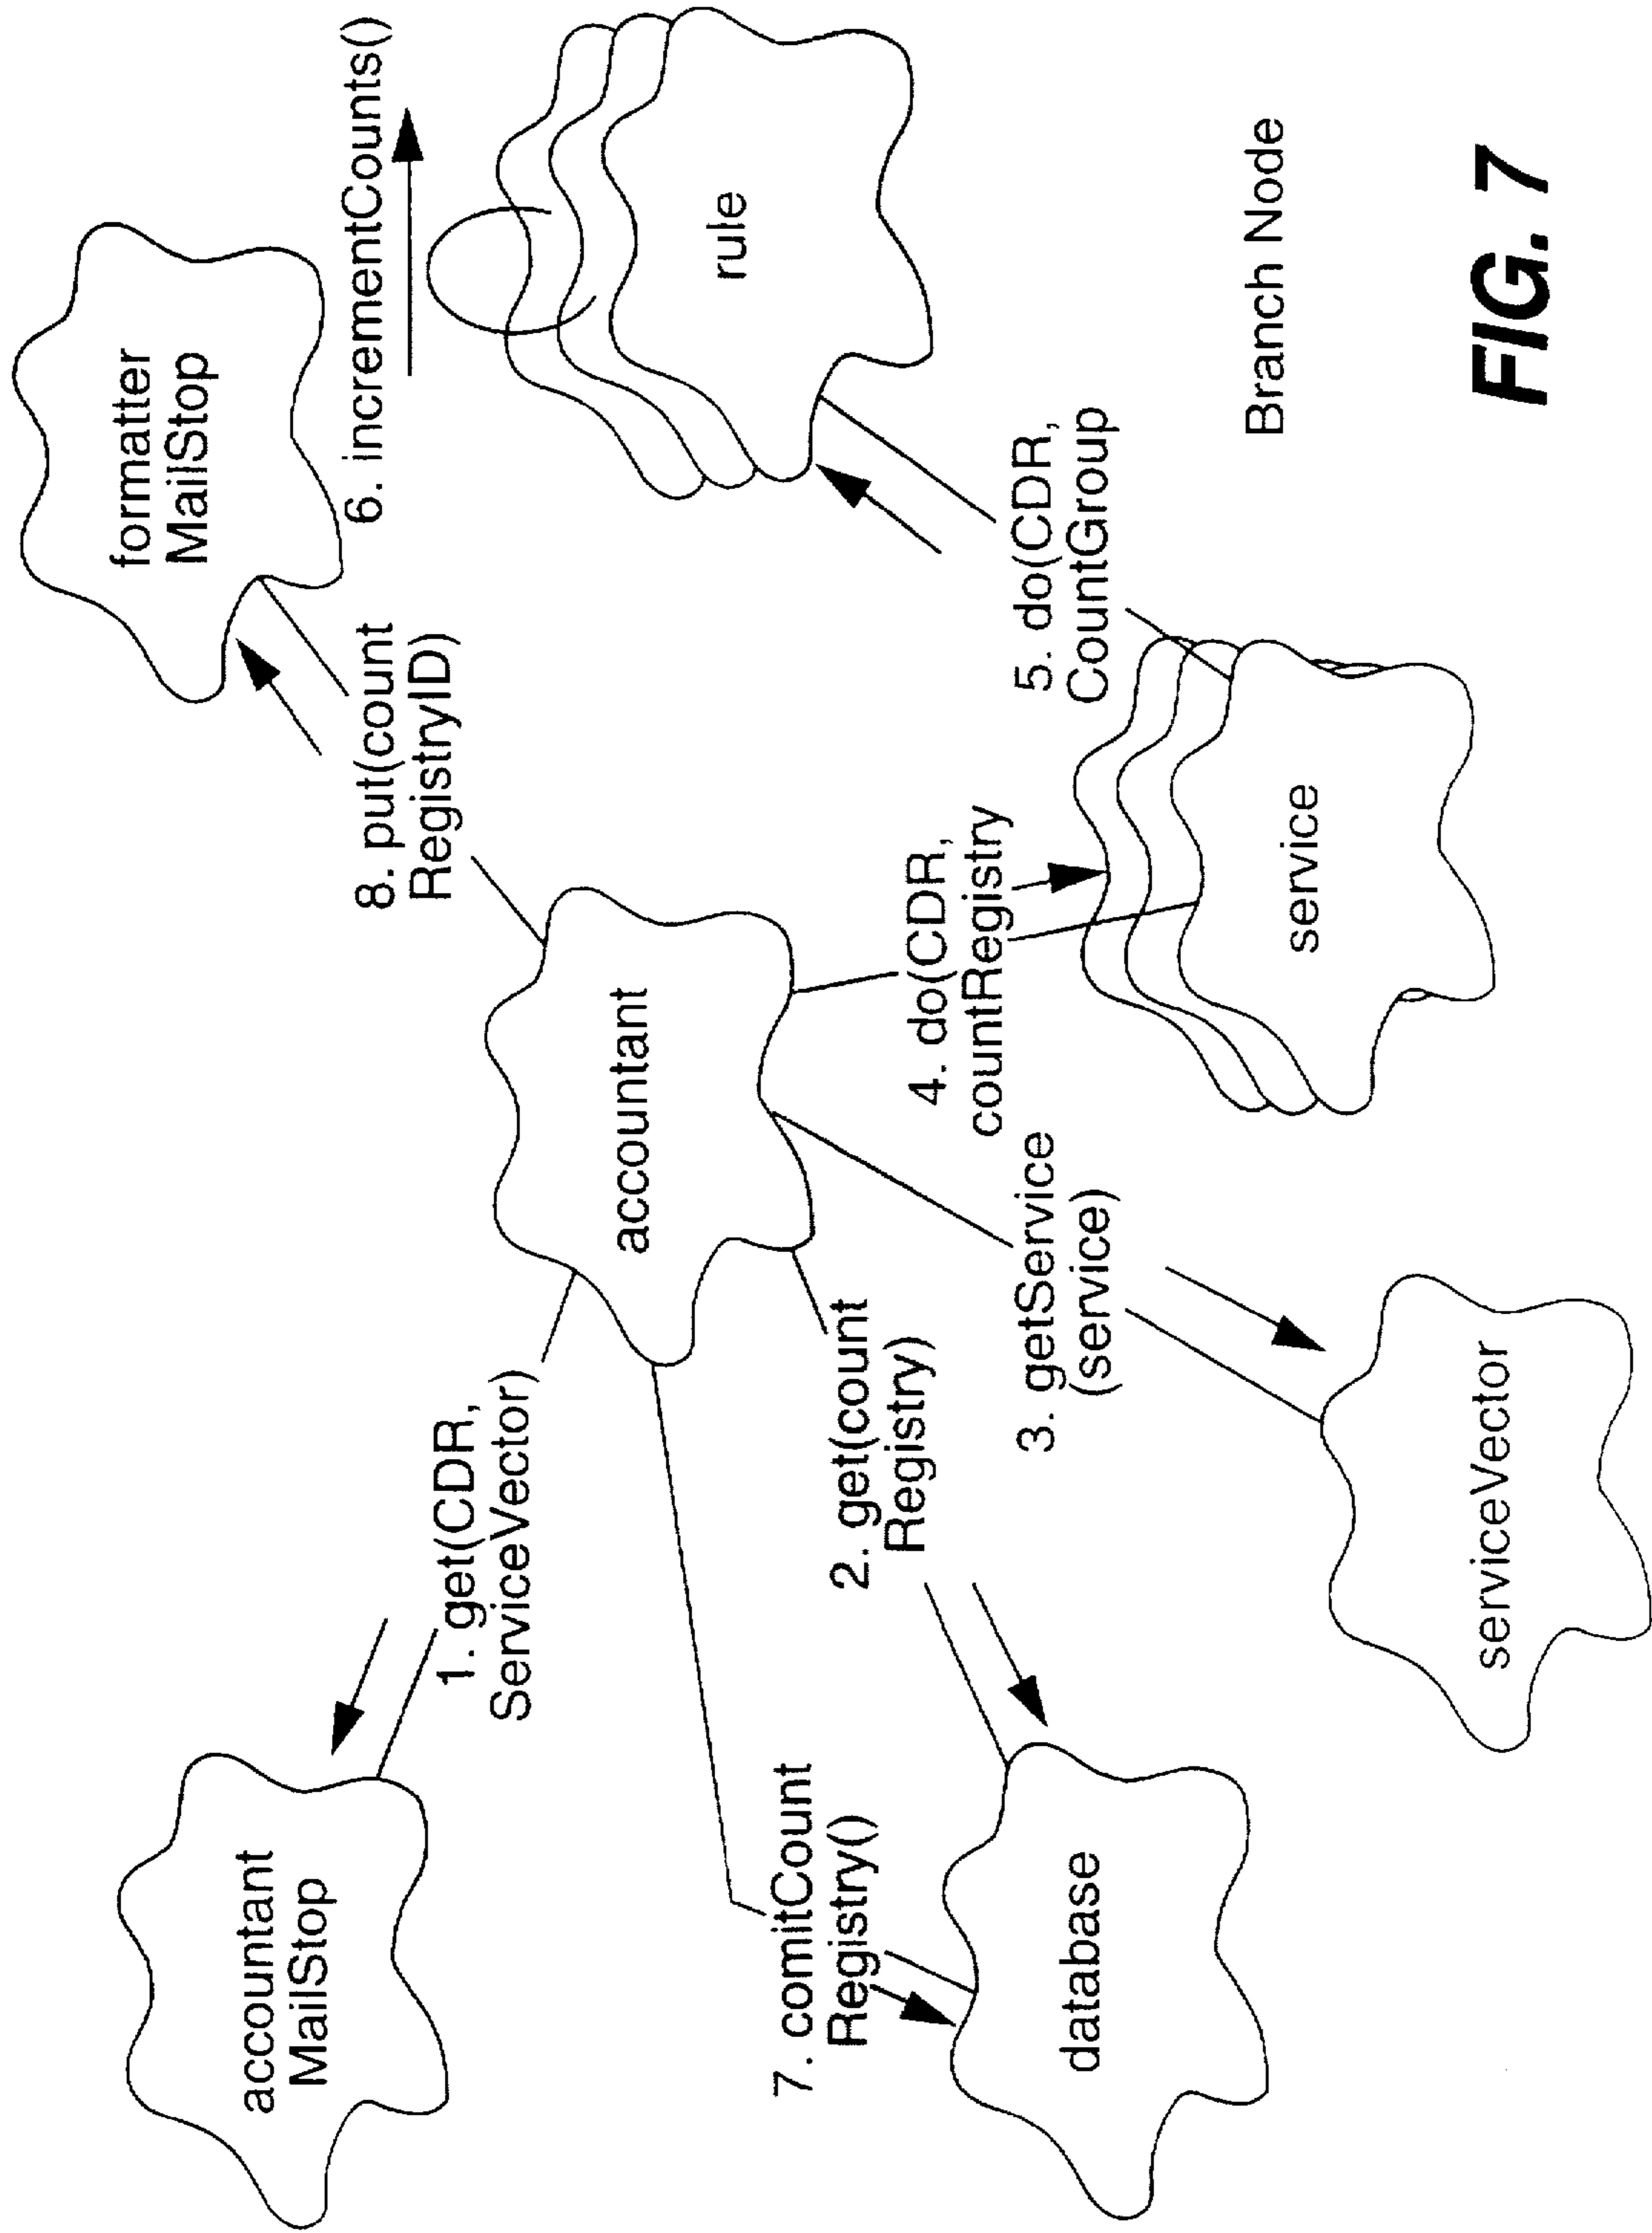 accountant
MailStop
1. get(CDR,
ServiceVector)
8. put(count
RegistryID)
formatter
MailStop
6. incrementCounts()
accountant
rule
7. comitCount
Registry()
2. get(count
Registry)
3. getService
(service)
4. do(CDR,
countRegistry
5. do(CDR,
CountGroup
database
serviceVector
service
Branch Node
FIG. 7